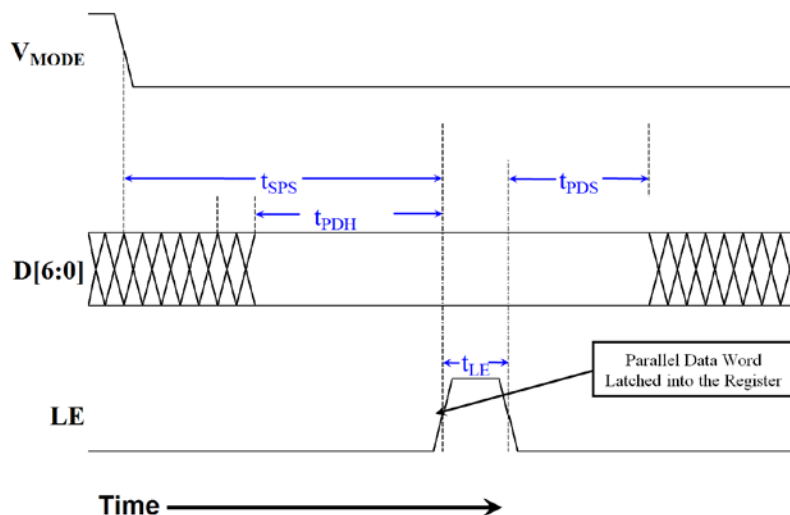 VMODE
tSPS
tPDS
tPDH
D[6:0]
tLE
Parallel Data Word
Latched into the Register
LE
Time